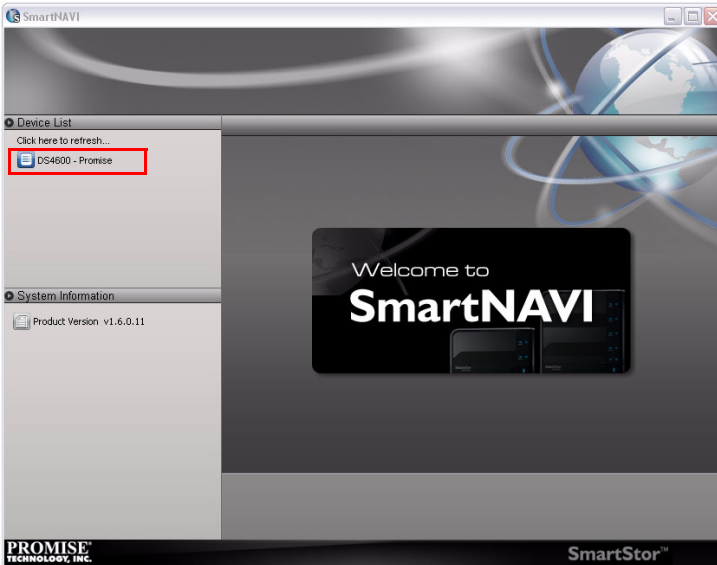 SmartNAVI
Device List
Click here to refresh...
DS4600 - Promise
Welcome to
SmartNAVI
System Information
Product Version v1.6.0.11
PROMISE®
TECHNOLOGY, INC.
SmartStor™